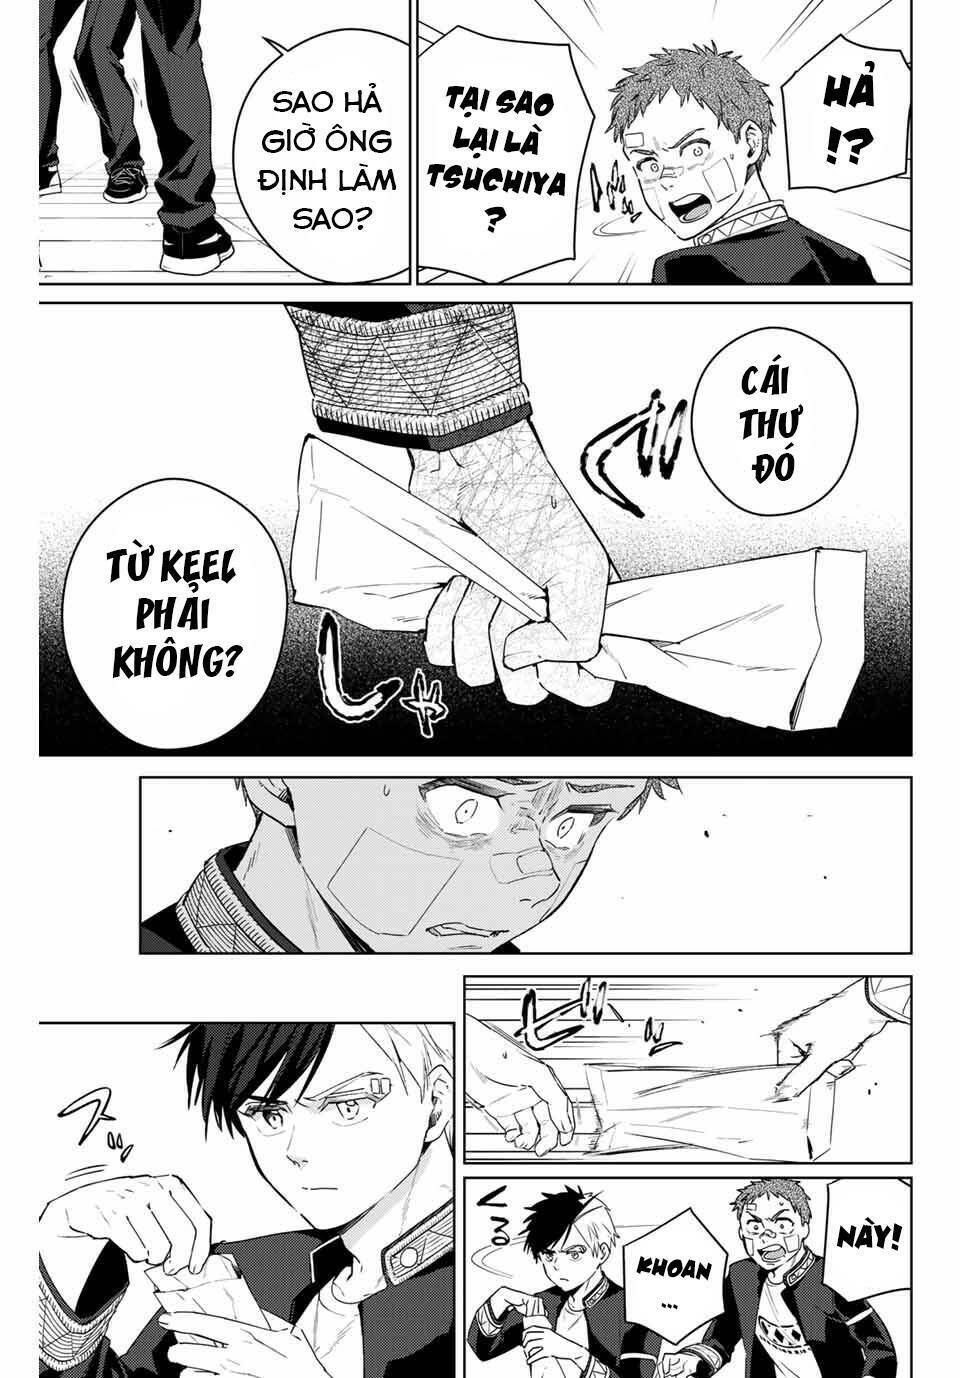 HẢ
!?
TẠI SAO
LẠI LÀ
TSUCHIYA
?
SAO HẢ
GIỜ ÔNG
ĐỊNH LÀM
SAO?
CÁI
THƯ
ĐÓ
TỪ KEEL
PHẢI
KHÔNG?
NÀY!
KHOAN
...